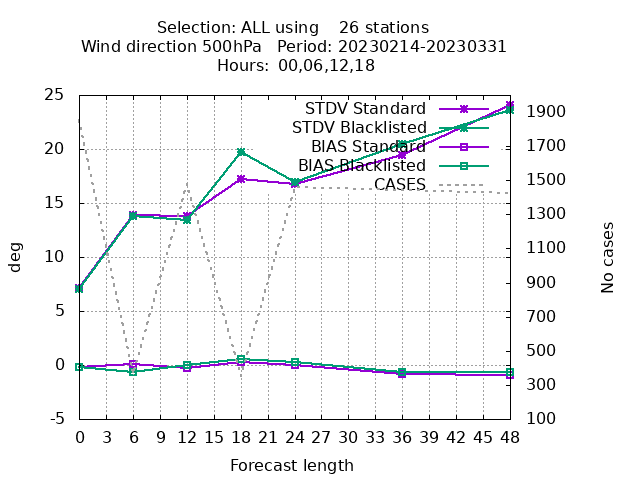 Selection: ALL using    26 stations
Wind direction 500hPa   Period: 20230214-20230331
Hours:  00,06,12,18
STDV Standard
STDV Blacklisted
BIAS Standard
BIAS Blacklisted
CASES
25
20
15
10
5
0
-5
deg
1900
1700
1500
1300
1100
900
700
500
300
100
No cases
0 3 6 9 12 15 18 21 24 27 30 33 36 39 42 45 48
Forecast length